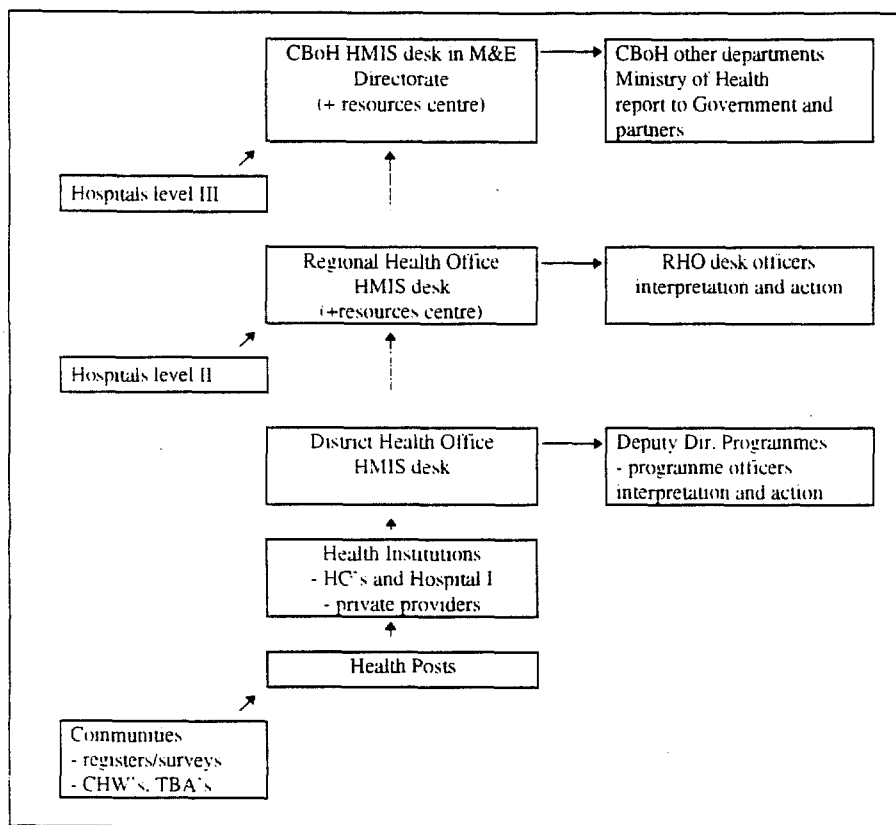 CBoH HMIS desk in M&E
Directorate
(+ resources centre)
CBoH other departments
Ministry of Health
report to Government and
partners
Hospitals level III
Regional Health Office
HMIS desk
(+resources centre)
RHO desk officers
interpretation and action
Hospitals level II
District Health Office
HMIS desk
Deputy Dir. Programmes
- programme officers
interpretation and action
Health Institutions
- HC's and Hospital I
- private providers
Health Posts
Communities
- registers/surveys
- CHW's, TBA's